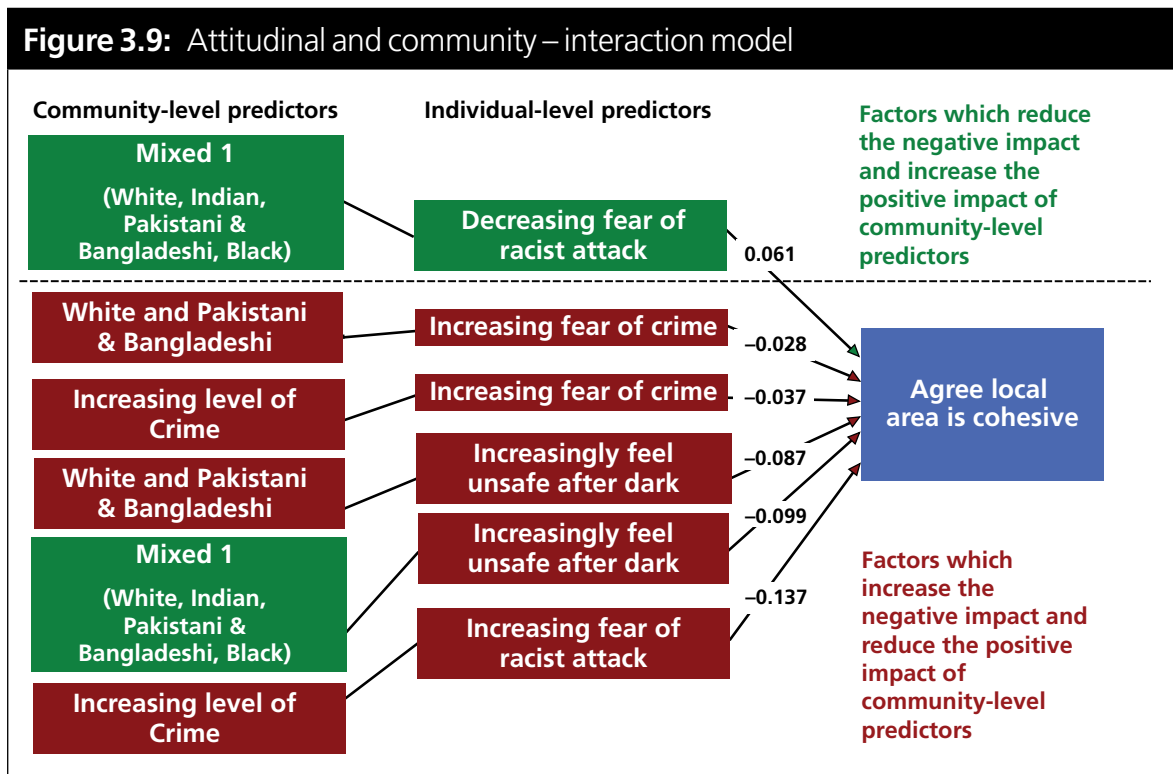 Figure 3.9: Attitudinal and community – interaction model
Community-level predictors
Individual-level predictors
Mixed 1
(White, Indian,
Pakistani &
Bangladeshi, Black)
Decreasing fear of
racist attack
0.061
Factors which reduce
the negative impact
and increase the
positive impact of
community-level
predictors
White and Pakistani
& Bangladeshi
Increasing fear of crime
–0.028
Increasing level of
Crime
Increasing fear of crime
–0.037
White and Pakistani
& Bangladeshi
Increasingly feel
unsafe after dark
–0.087
Mixed 1
(White, Indian,
Pakistani &
Bangladeshi, Black)
Increasingly feel
unsafe after dark
–0.099
Increasing level of
Crime
Increasing fear of
racist attack
–0.137
Agree local
area is cohesive
Factors which
increase the
negative impact and
reduce the positive
impact of
community-level
predictors